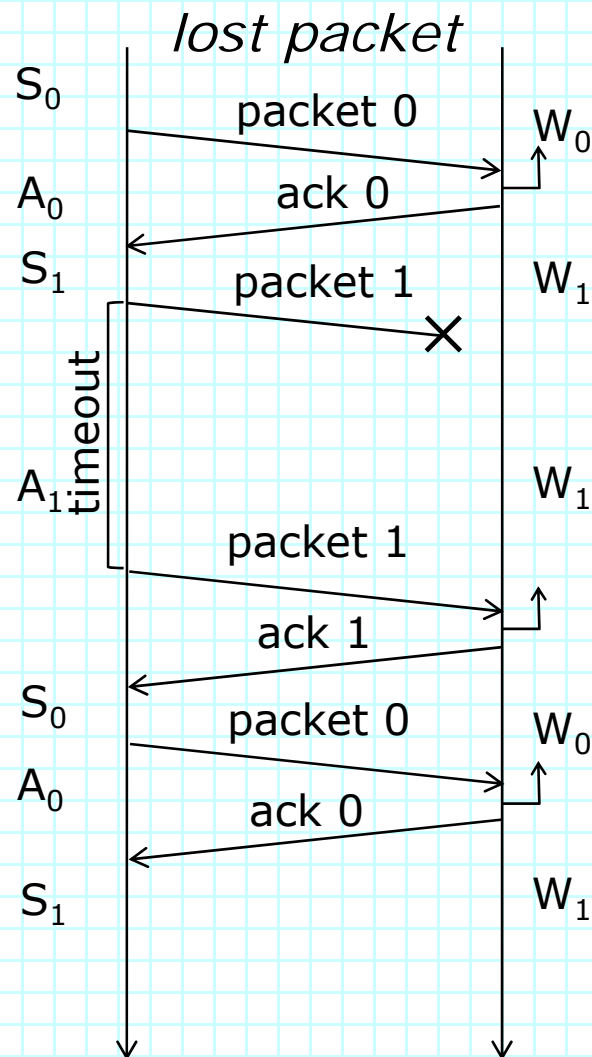 lost packet
S₀
packet 0
W₀
A₀
ack 0
S₁
packet 1
W₁
timeout
A₁
W₁
packet 1
ack 1
S₀
packet 0
W₀
A₀
ack 0
S₁
W₁